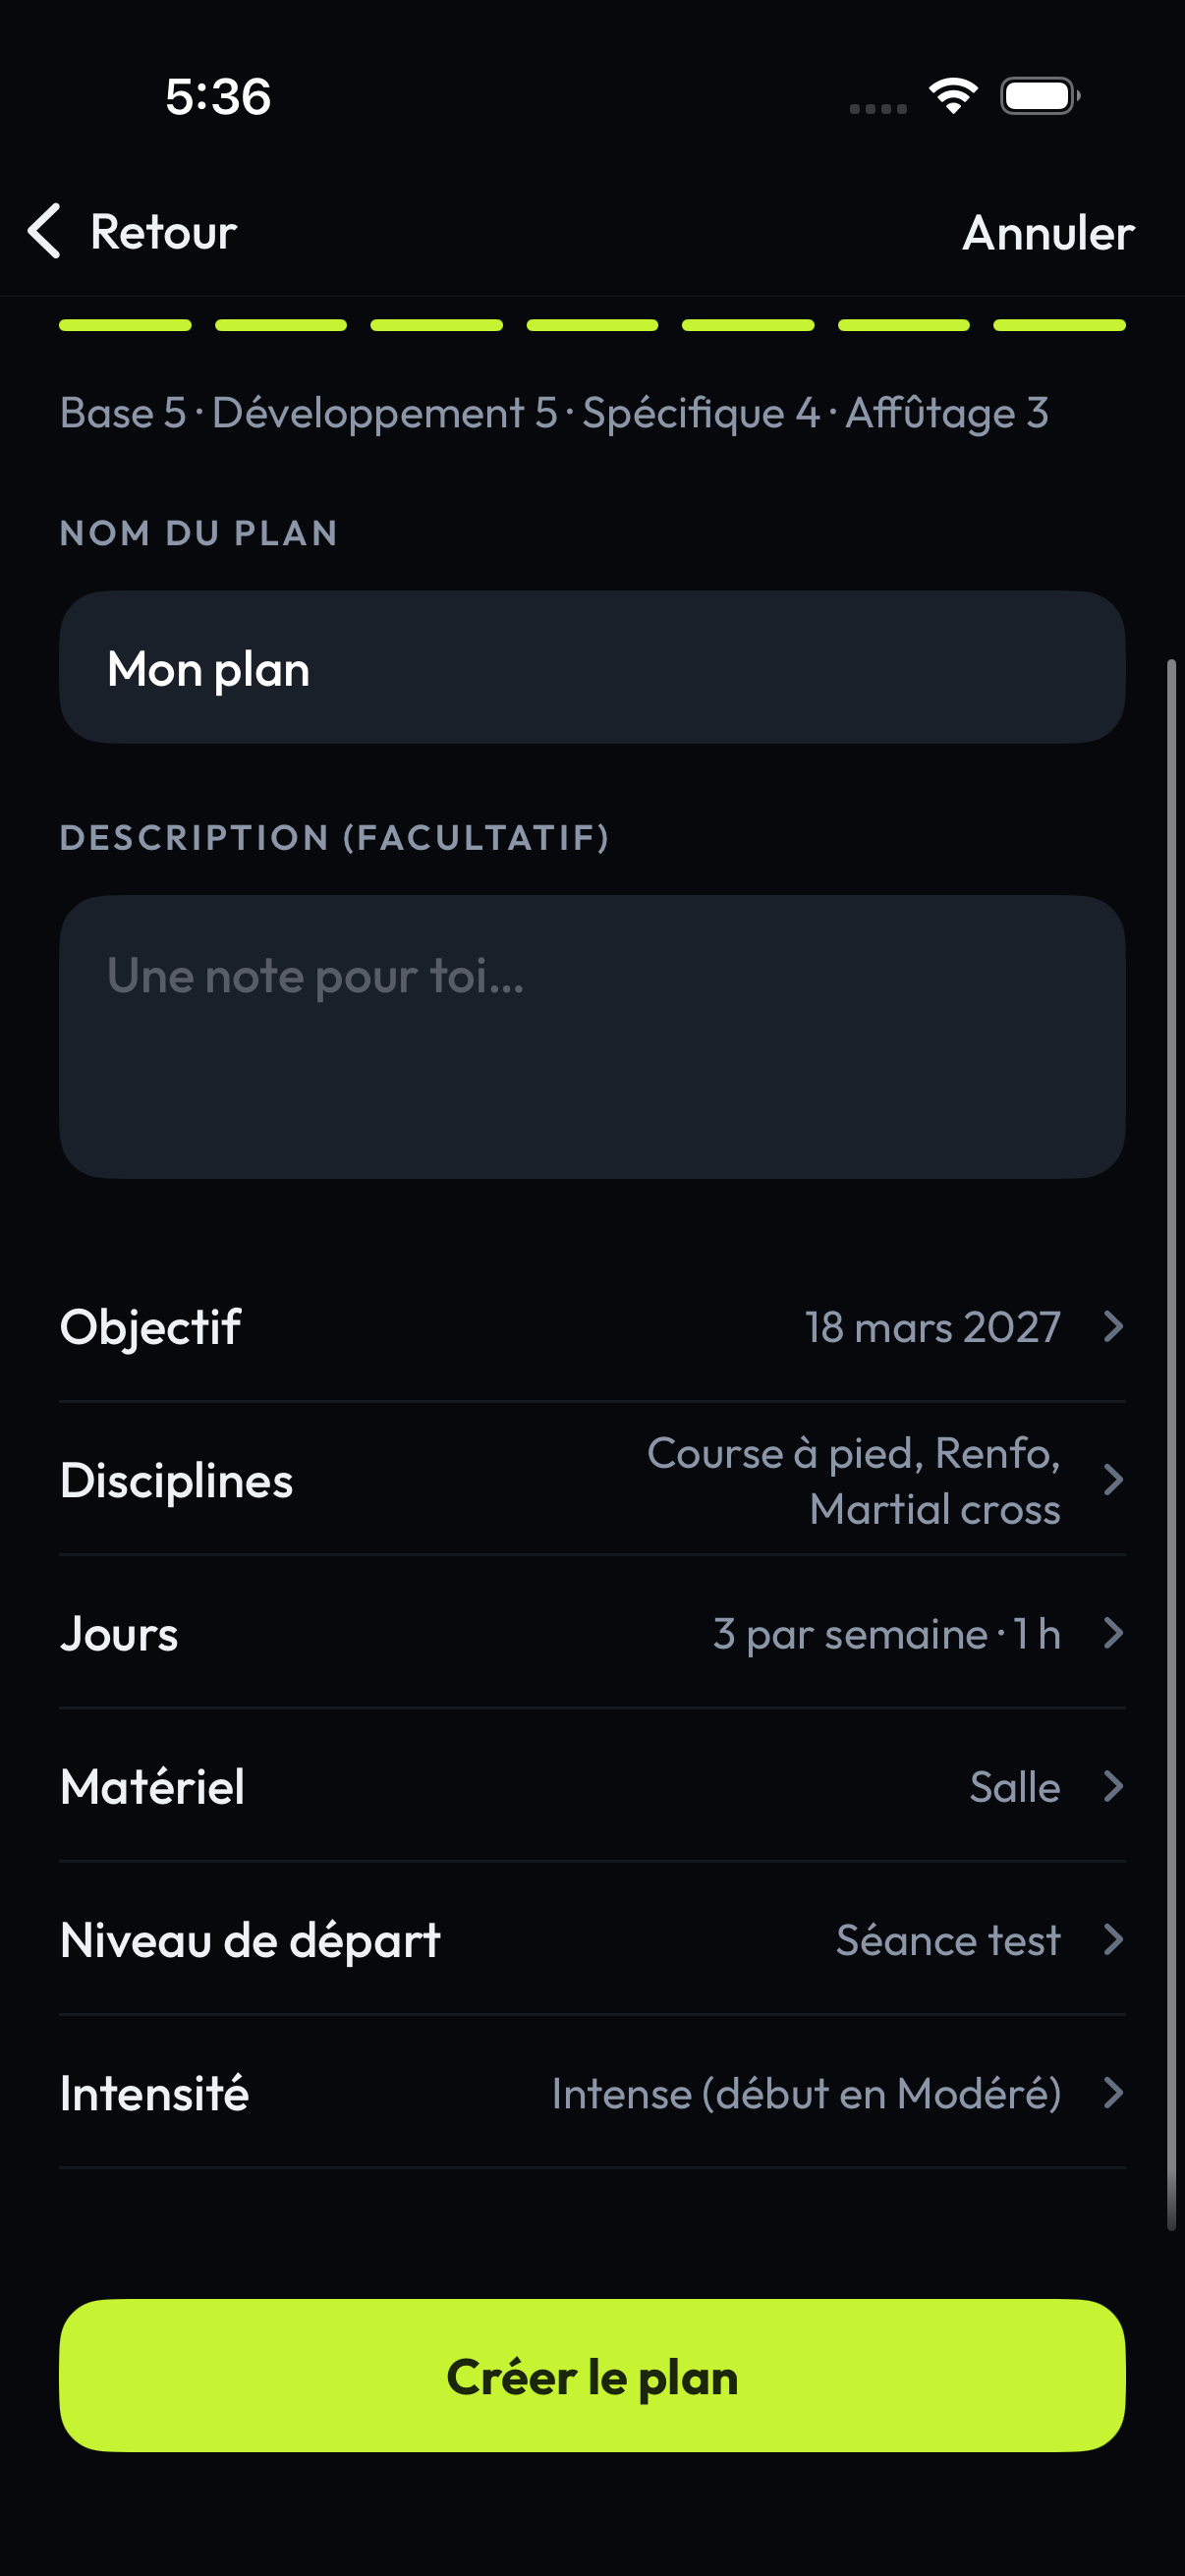 5:36
Retour
Annuler
Base 5 · Développement 5 · Spécifique 4 · Affûtage 3
NOM DU PLAN
Mon plan
DESCRIPTION (FACULTATIF)
Une note pour toi...
Objectif
18 mars 2027
Disciplines
Course à pied, Renfo,
Martial cross
Jours
3 par semaine · 1 h
Matériel
Salle
Niveau de départ
Séance test
Intensité
Intense (début en Modéré)
Créer le plan